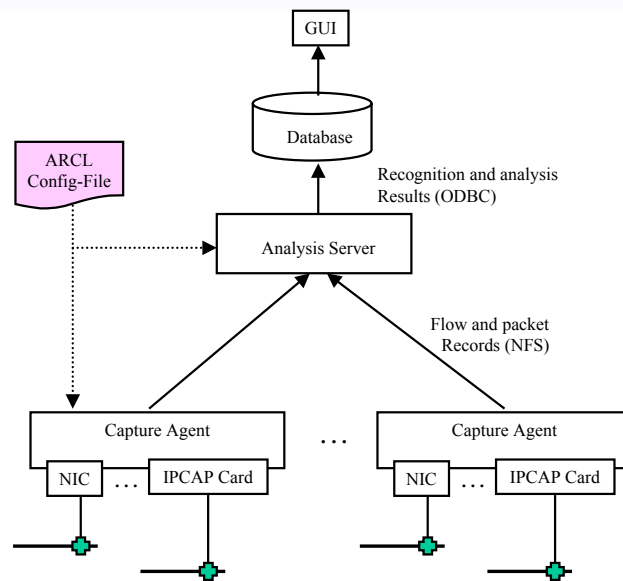 GUI
Database
ARCL
Config-File
Recognition and analysis
Results (ODBC)
Analysis Server
Flow and packet
Records (NFS)
Capture Agent
...
Capture Agent
NIC
...
IPCAP Card
NIC
...
IPCAP Card